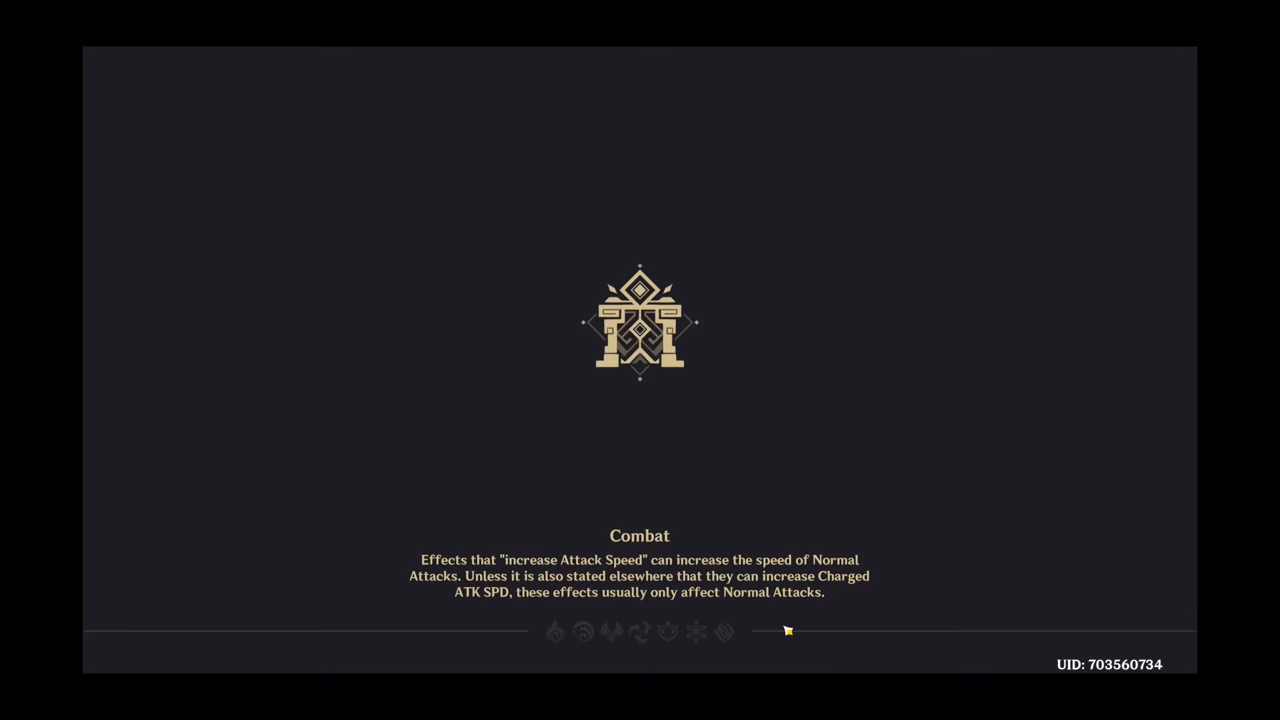 Combat
Effects that "increase Attack Speed" can increase the speed of Normal
Attacks. Unless it is also stated elsewhere that they can increase Charged
ATK SPD, these effects usually only affect Normal Attacks.
UID: 703560734